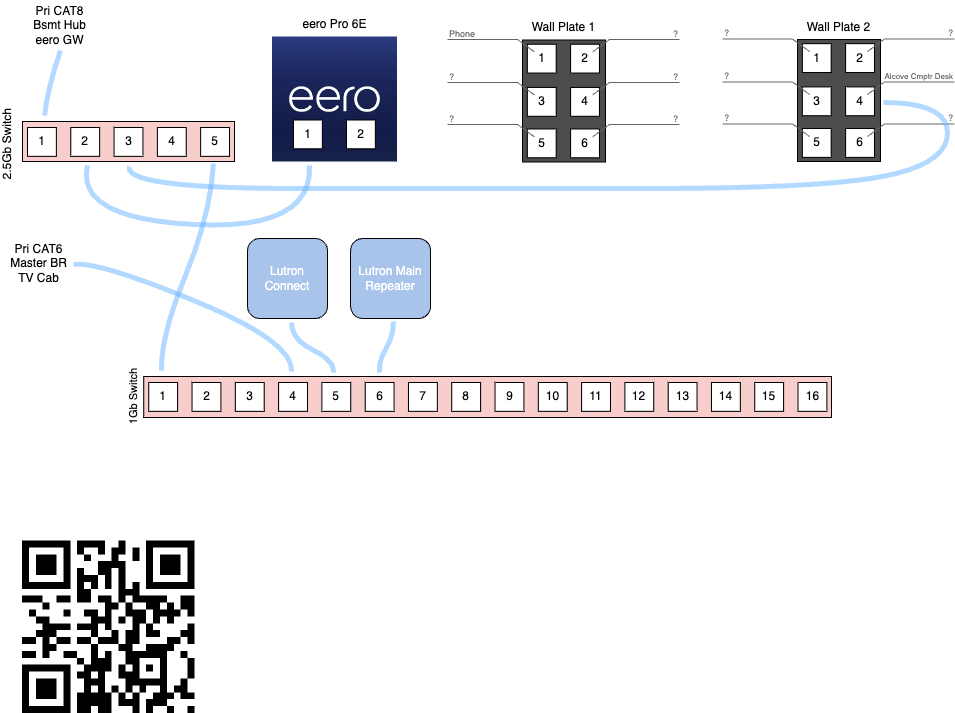 Pri CAT8
Bsmt Hub
eero GW
eero Pro 6E
Wall Plate 1
Wall Plate 2
Phone
?
?
?
1
2
1
2
?
?
?
Alcove Cmptr Desk
eero
3
4
3
4
2.5Gb Switch
?
?
?
?
1
2
3
4
5
1
2
5
6
5
6
Pri CAT6
Master BR
TV Cab
Lutron
Connect
Lutron Main
Repeater
1Gb Switch
1
2
3
4
5
6
7
8
9
10
11
12
13
14
15
16